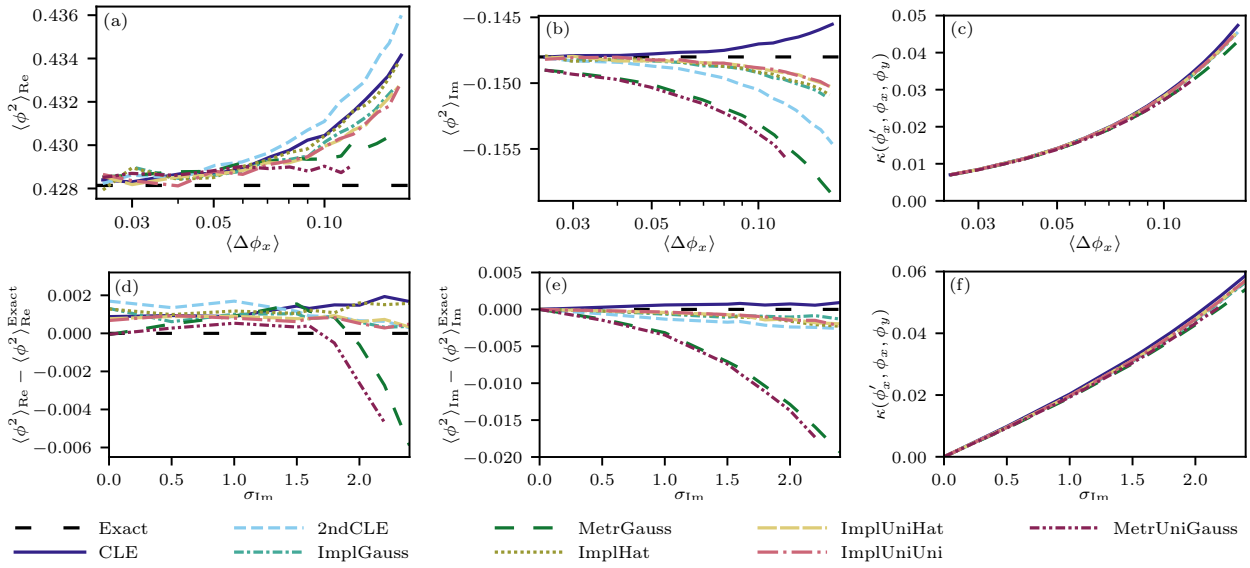 (a)
⟨ϕ²⟩Re
0.436
0.434
0.432
0.430
0.428
0.03
0.05
0.10
⟨Δϕₓ⟩
(b)
⟨ϕ²⟩Im
−0.145
−0.150
−0.155
0.03
0.05
0.10
⟨Δϕₓ⟩
(c)
κ(ϕ′ₓ, ϕₓ, ϕy)
0.05
0.04
0.03
0.02
0.01
0.00
0.03
0.05
0.10
⟨Δϕₓ⟩
(d)
⟨ϕ²⟩Re − ⟨ϕ²⟩Re^Exact
0.002
0.000
−0.002
−0.004
−0.006
0.0
0.5
1.0
1.5
2.0
σIm
(e)
⟨ϕ²⟩Im − ⟨ϕ²⟩Im^Exact
0.005
0.000
−0.005
−0.010
−0.015
−0.020
0.0
0.5
1.0
1.5
2.0
σIm
(f)
κ(ϕ′ₓ, ϕₓ, ϕy)
0.06
0.04
0.02
0.00
0.0
0.5
1.0
1.5
2.0
σIm
Exact
CLE
2ndCLE
ImplGauss
MetrGauss
ImplHat
ImplUniHat
ImplUniUni
MetrUniGauss